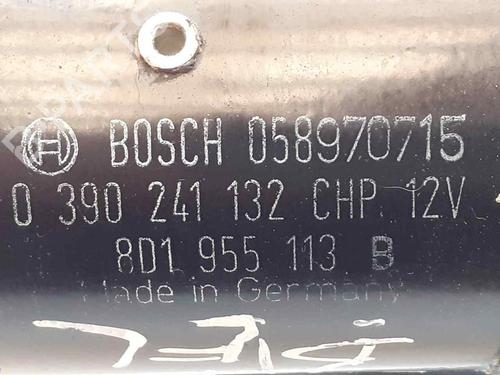 BOSCH 058970715
0 390 241 132 CHP 12V
8D1 955 113 B
Made in Germany